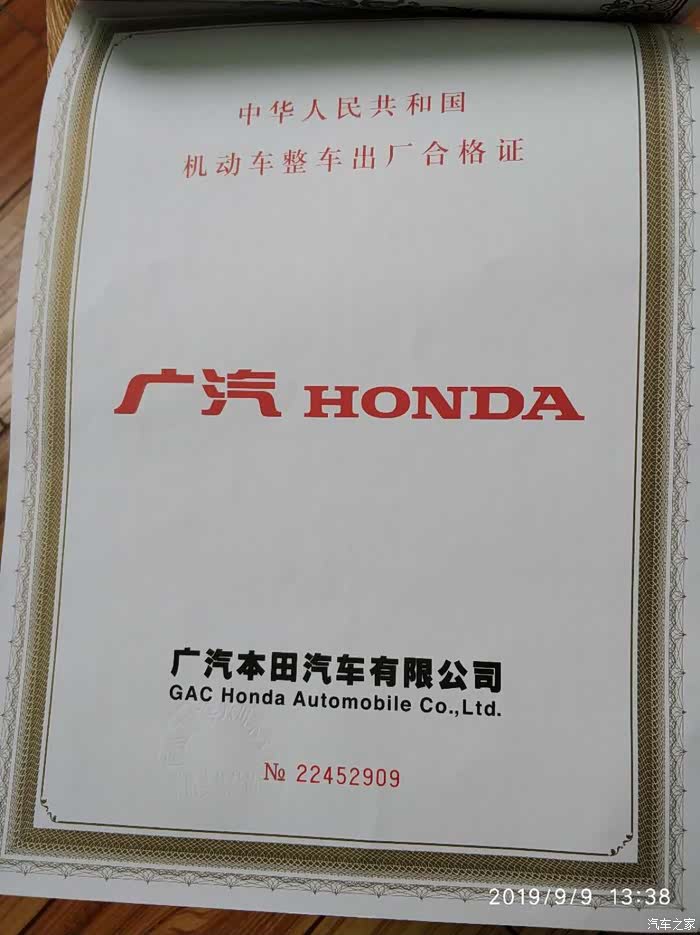 中华人民共和国
机动车整车出厂合格证
广汽 HONDA
广汽本田汽车有限公司
GAC Honda Automobile Co.,Ltd.
№ 22452909
2019/9/9 13:38
汽车之家